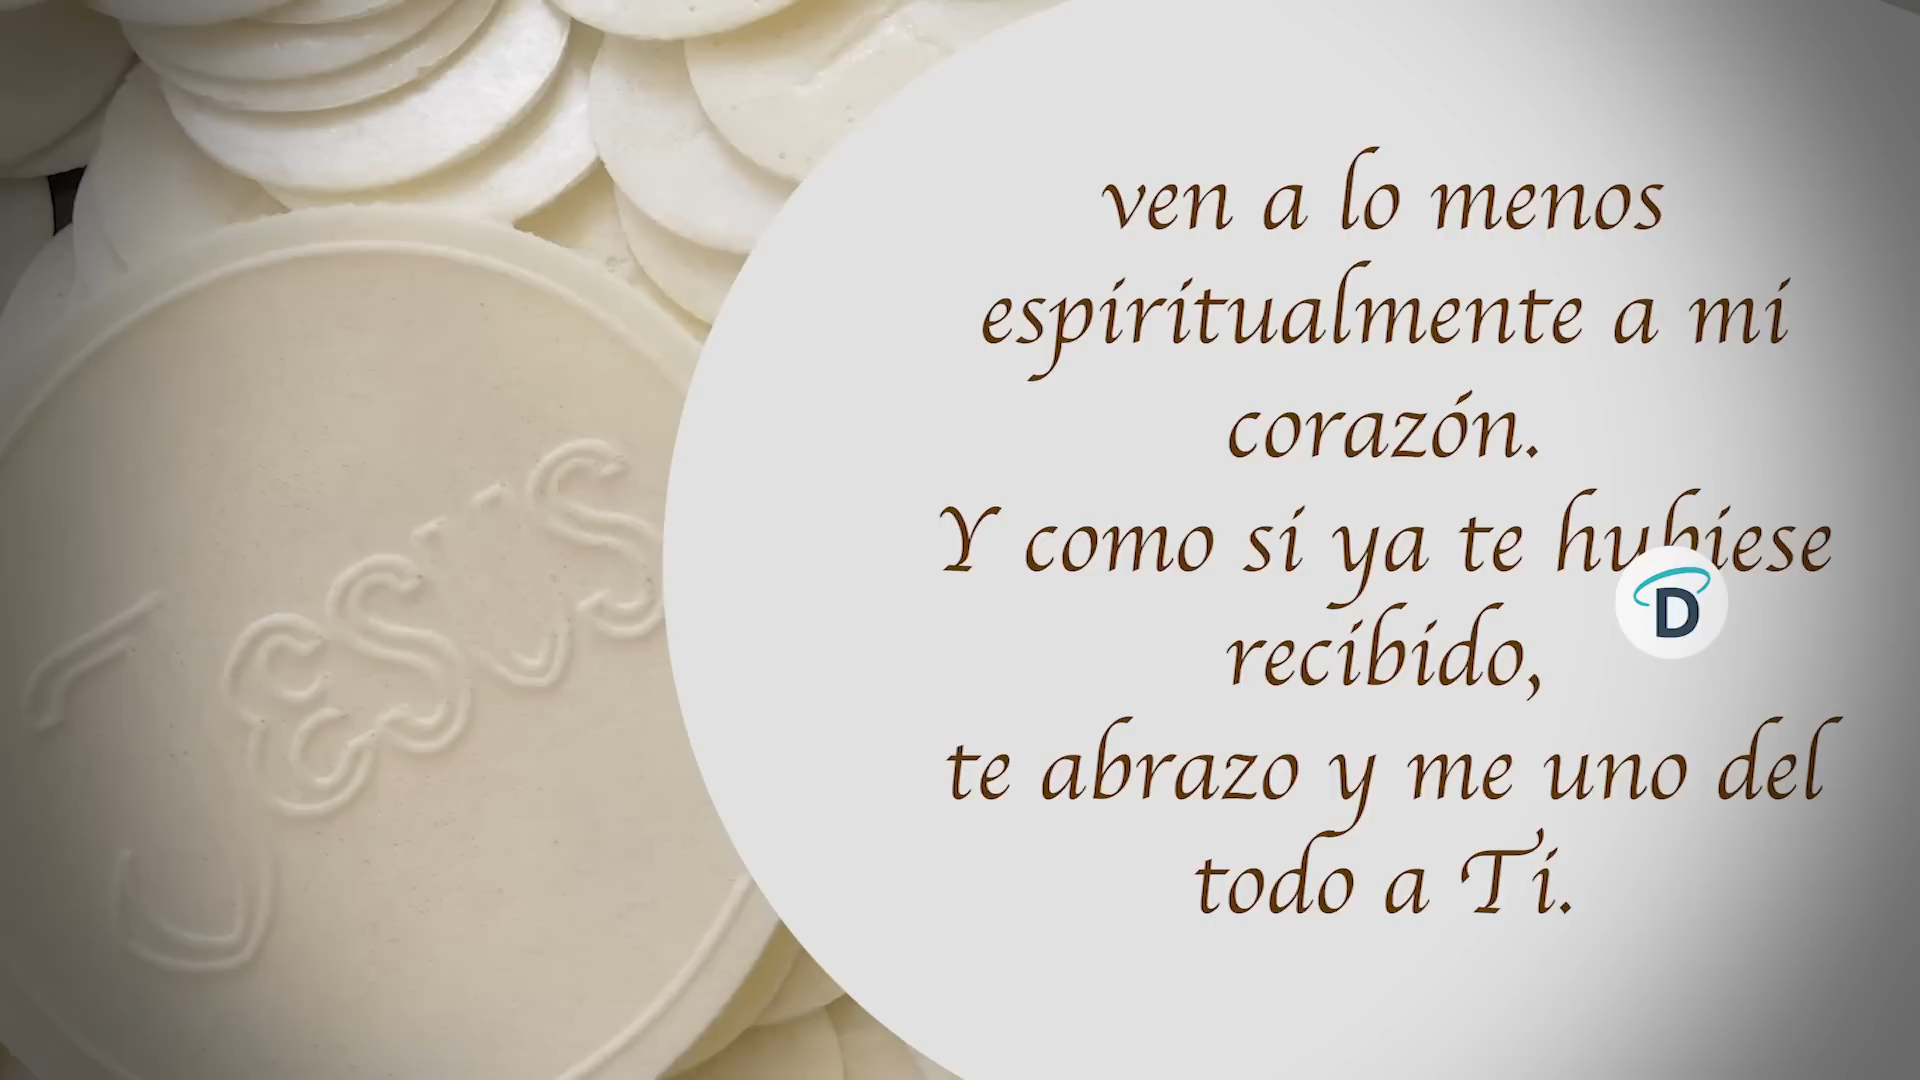 ven a lo menos
espiritualmente a mi
corazón.
Y como si ya te hubiese
recibido,
te abrazo y me uno del
todo a Ti.
JESUS
D